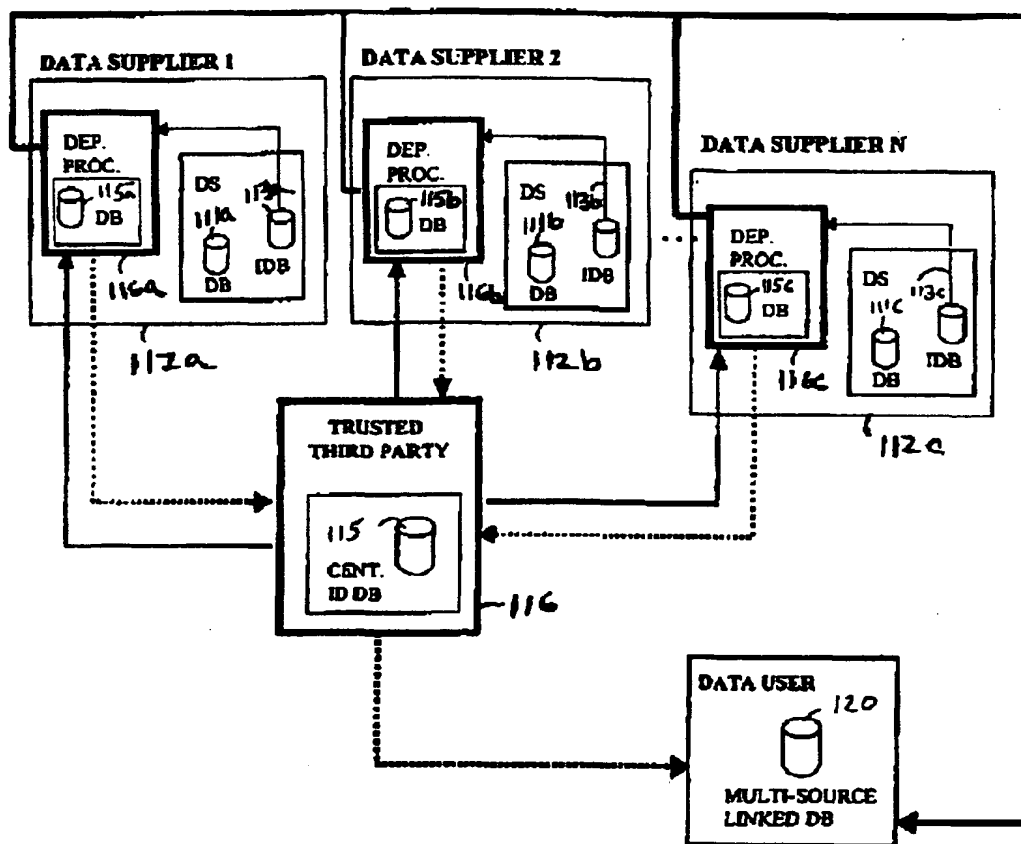 DATA SUPPLIER 1
DEP.
PROC.
115a
DB
DS
111a
DB
113a
IDB
116a
112a
DATA SUPPLIER 2
DEP.
PROC.
115b
DB
DS
111b
DB
113b
IDB
116b
112b
...
DATA SUPPLIER N
DEP.
PROC.
115c
DB
DS
111c
DB
113c
IDB
116c
112c
TRUSTED
THIRD PARTY
115
CENT.
ID DB
116
DATA USER
120
MULTI-SOURCE
LINKED DB